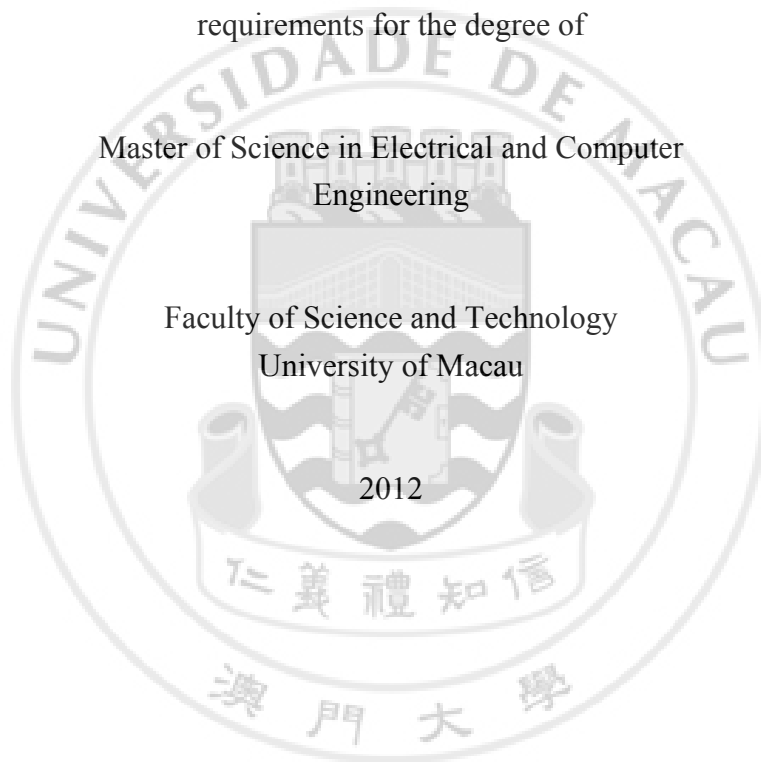 requirements for the degree of
Master of Science in Electrical and Computer
Engineering
Faculty of Science and Technology
University of Macau
2012
UNIVERSIDADE DE MACAU
仁義禮知信
澳門大學